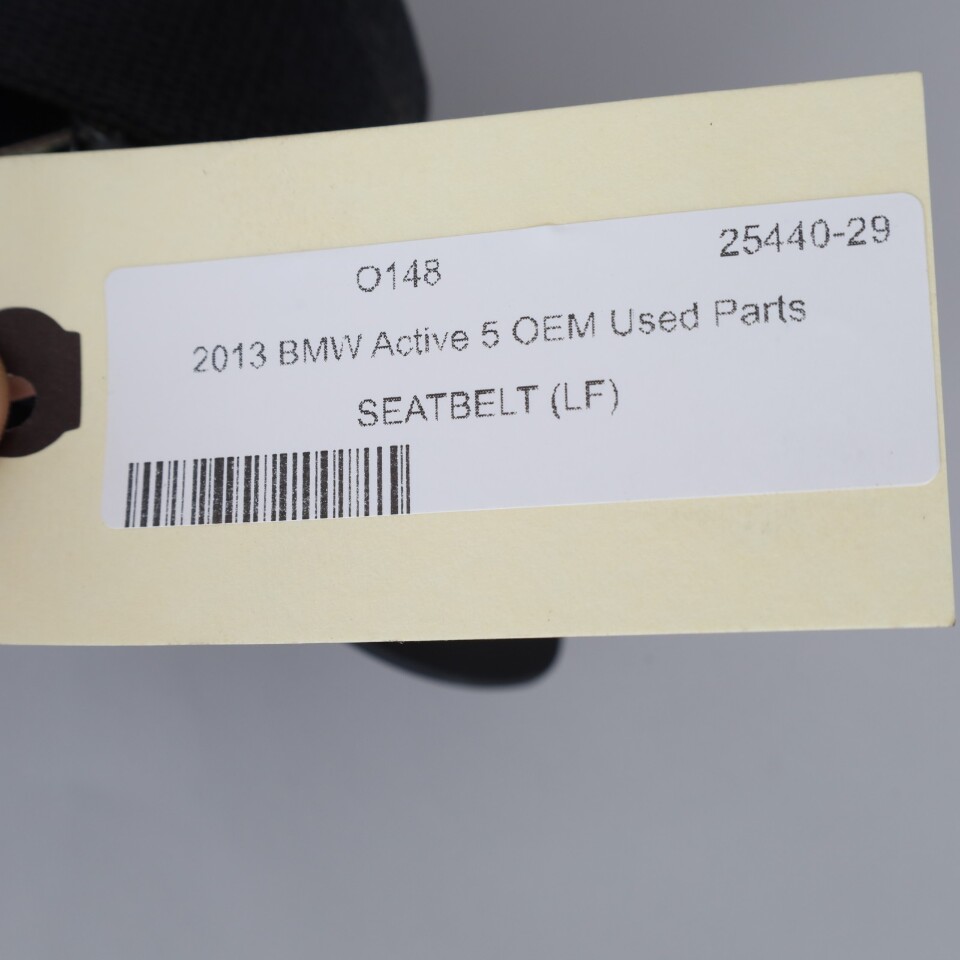 O148 25440-29
2013 BMW Active 5 OEM Used Parts
SEATBELT (LF)